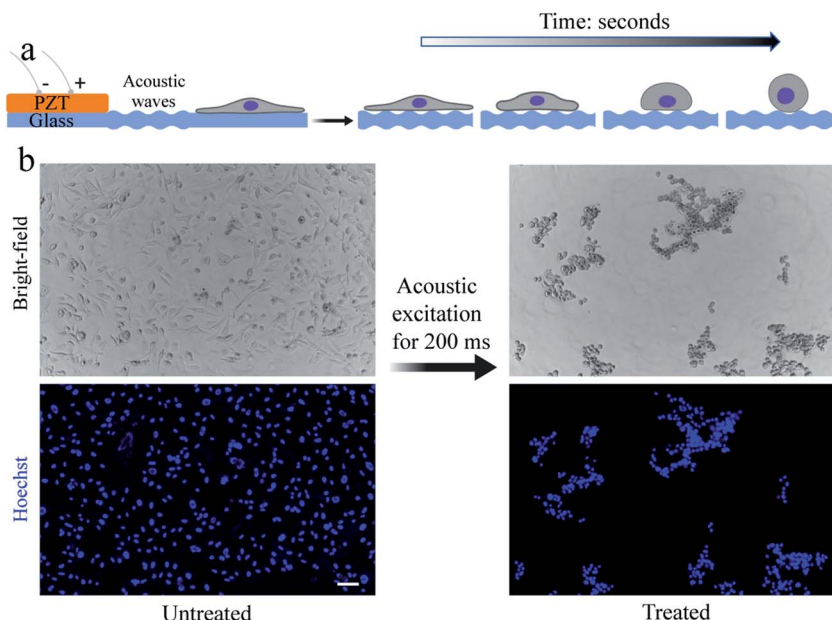 Time: seconds
a
- +
PZT
Glass
Acoustic
waves
b
Bright-field
Acoustic
excitation
for 200 ms
Hoechst
Untreated
Treated